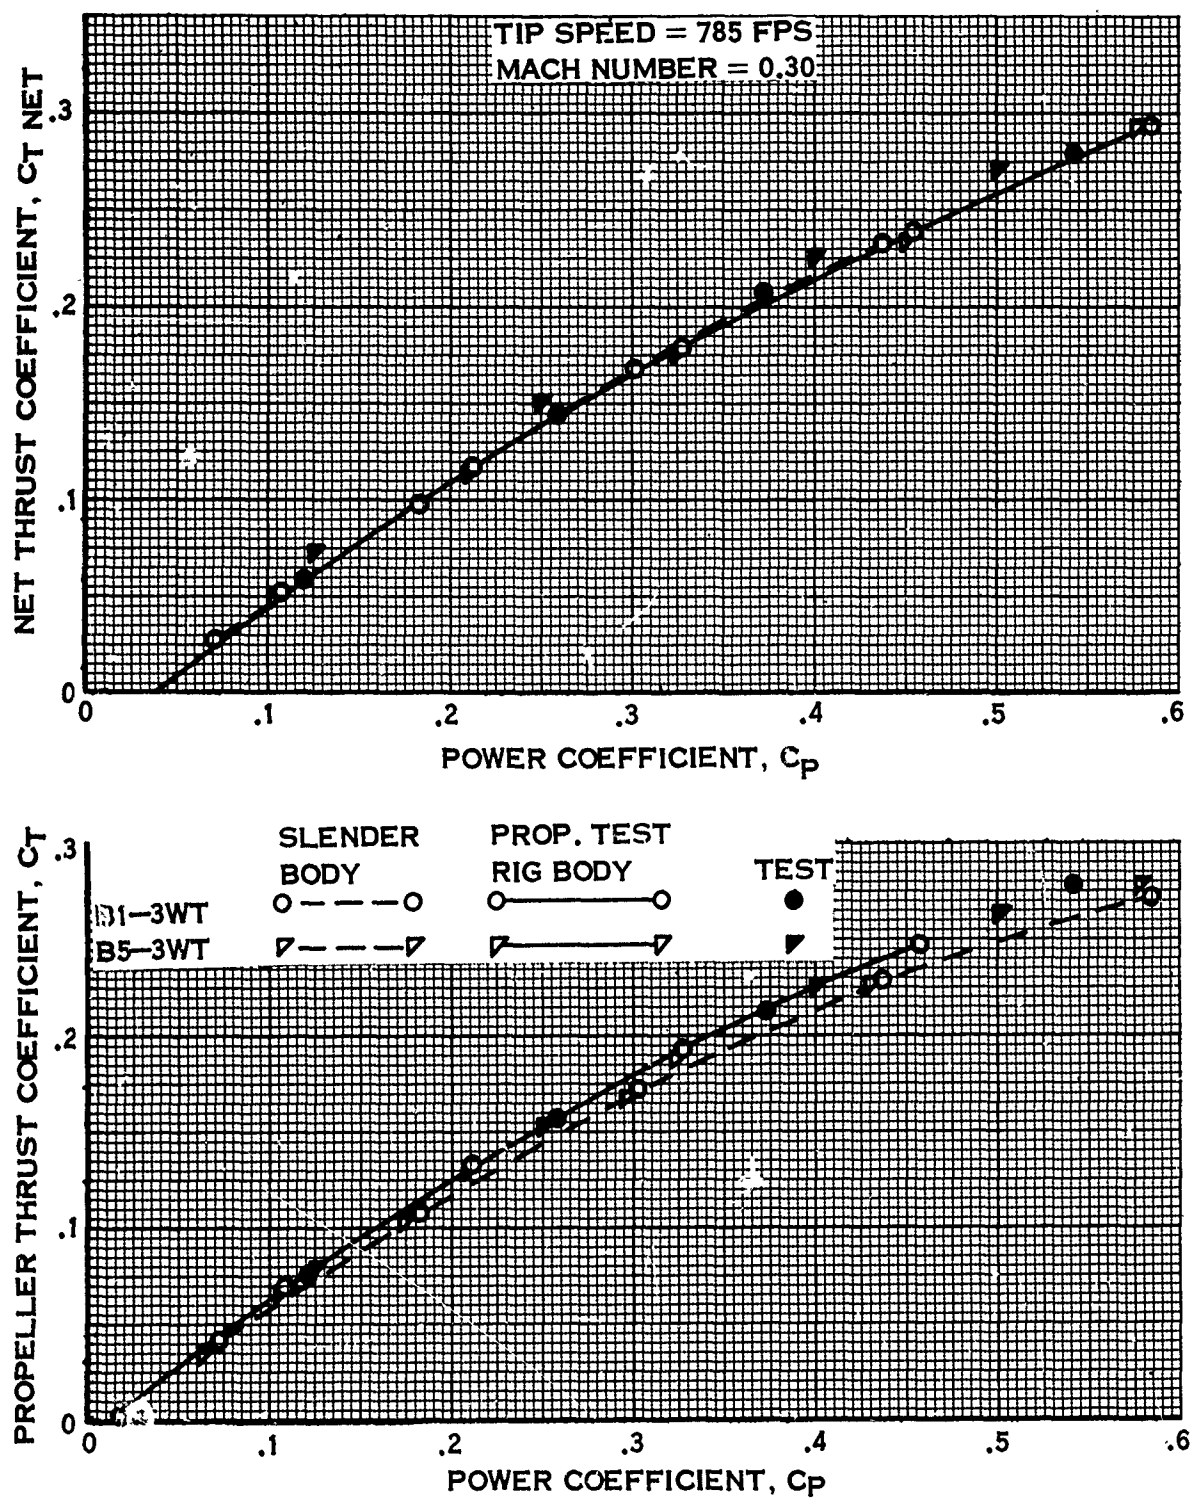 TIP SPEED = 785 FPS
MACH NUMBER = 0.30
NET THRUST COEFFICIENT, CT NET
.3
.2
.1
0
0 .1 .2 .3 .4 .5 .6
POWER COEFFICIENT, CP
SLENDER BODY
PROP. TEST RIG BODY
TEST
B1–3WT
B5–3WT
PROPELLER THRUST COEFFICIENT, CT
.3
.2
.1
0
0 .1 .2 .3 .4 .5 .6
POWER COEFFICIENT, CP